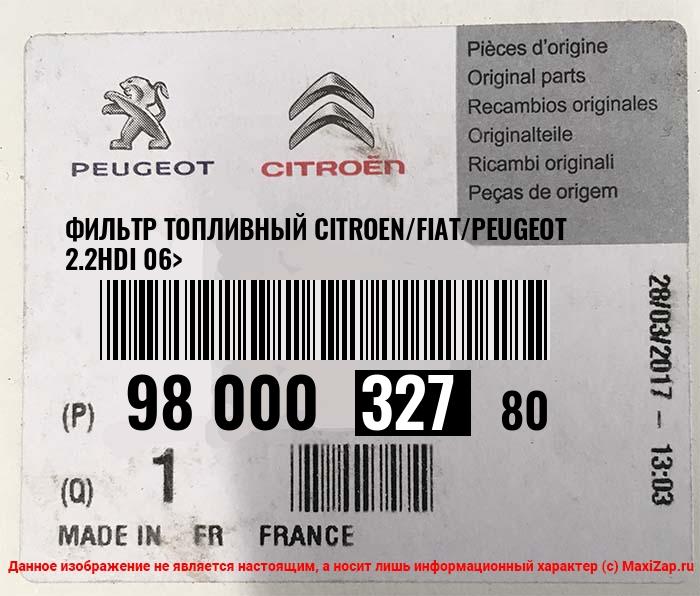 Pièces d'origine
Original parts
Recambios originales
Originalteile
Ricambi originali
Peças de origem
PEUGEOT
CITROËN
ФИЛЬТР ТОПЛИВНЫЙ CITROEN/FIAT/PEUGEOT
2.2HDI 06>
28/03/2017 - 13:03
(P) 98 000 327 80
(Q) 1
MADE IN FR FRANCE
Данное изображение не является настоящим, а носит лишь информационный характер (c) MaxiZap.ru